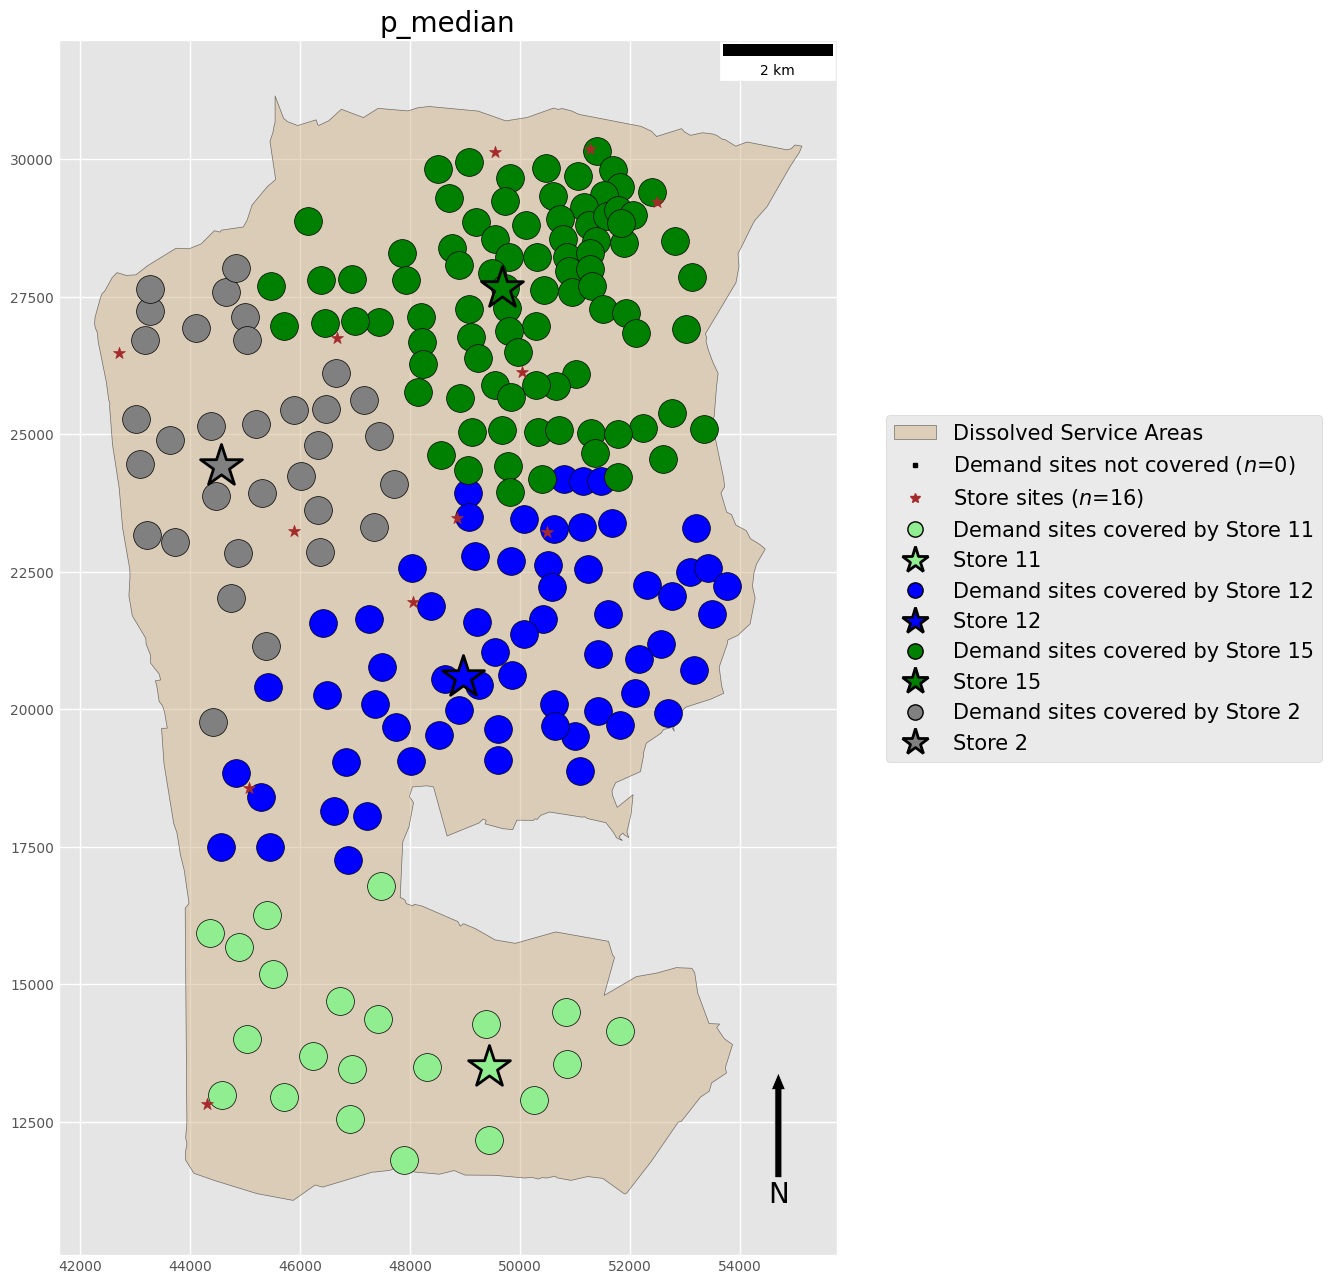 p_median
2 km
30000
27500
25000
22500
20000
17500
15000
12500
42000 44000 46000 48000 50000 52000 54000
N
Dissolved Service Areas
Demand sites not covered (n=0)
Store sites (n=16)
Demand sites covered by Store 11
Store 11
Demand sites covered by Store 12
Store 12
Demand sites covered by Store 15
Store 15
Demand sites covered by Store 2
Store 2